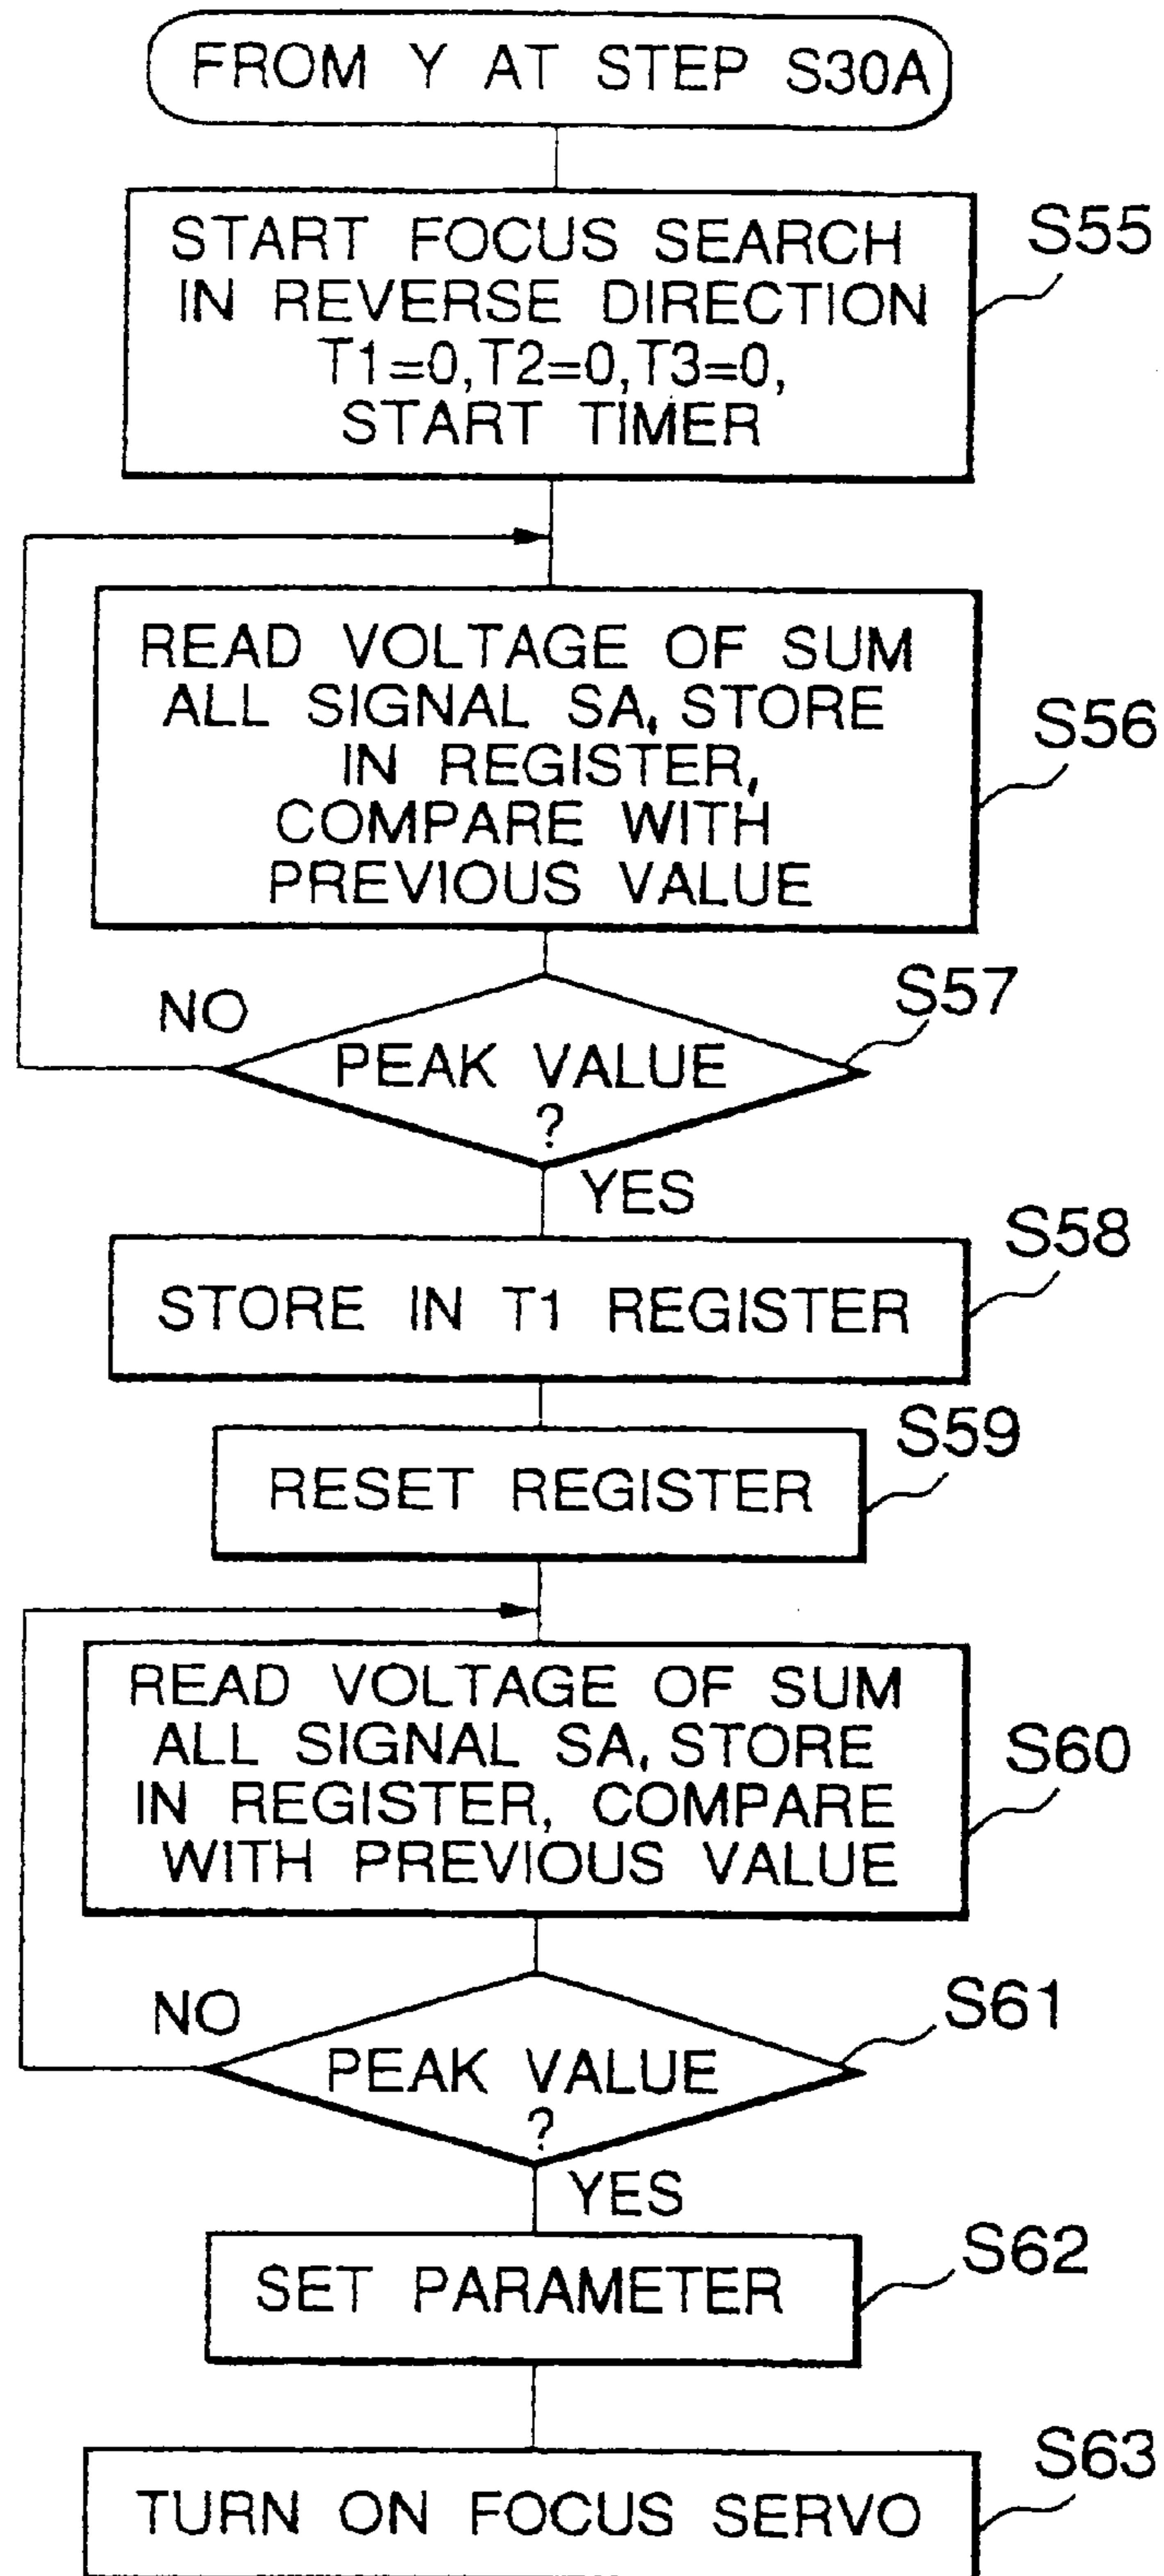 FROM Y AT STEP S30A
START FOCUS SEARCH
IN REVERSE DIRECTION
T1=0,T2=0,T3=0,
START TIMER
S55
READ VOLTAGE OF SUM
ALL SIGNAL SA, STORE
IN REGISTER,
COMPARE WITH
PREVIOUS VALUE
S56
NO
S57
PEAK VALUE
?
YES
S58
STORE IN T1 REGISTER
S59
RESET REGISTER
READ VOLTAGE OF SUM
ALL SIGNAL SA, STORE
IN REGISTER, COMPARE
WITH PREVIOUS VALUE
S60
NO
S61
PEAK VALUE
?
YES
S62
SET PARAMETER
S63
TURN ON FOCUS SERVO